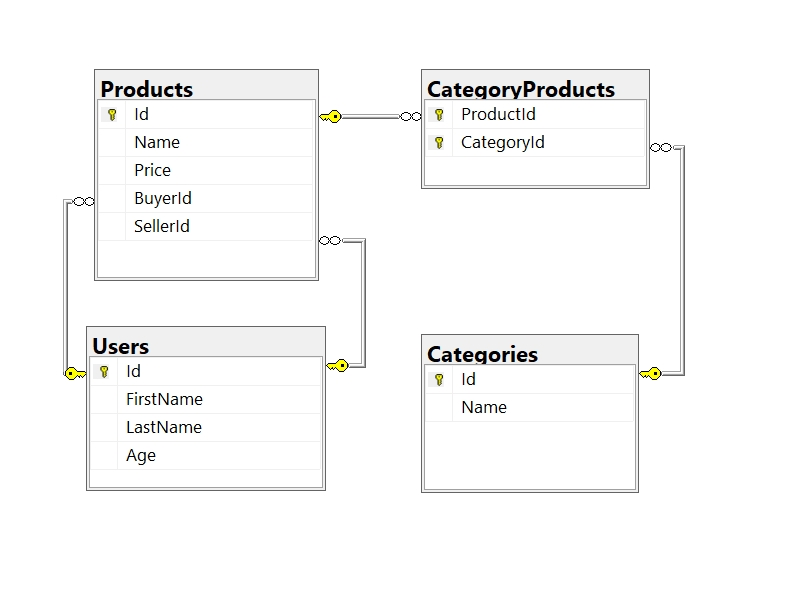 Products
Id
Name
Price
BuyerId
SellerId
CategoryProducts
ProductId
CategoryId
Users
Id
FirstName
LastName
Age
Categories
Id
Name